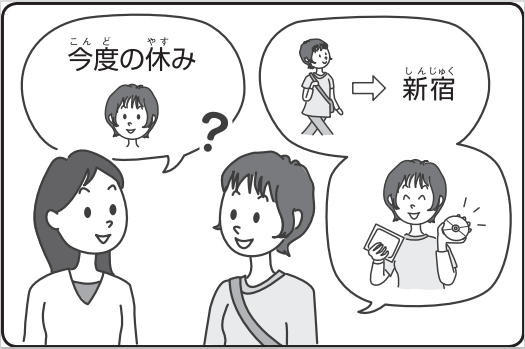 こんど やす
今度の休み
?
しんじゅく
新宿